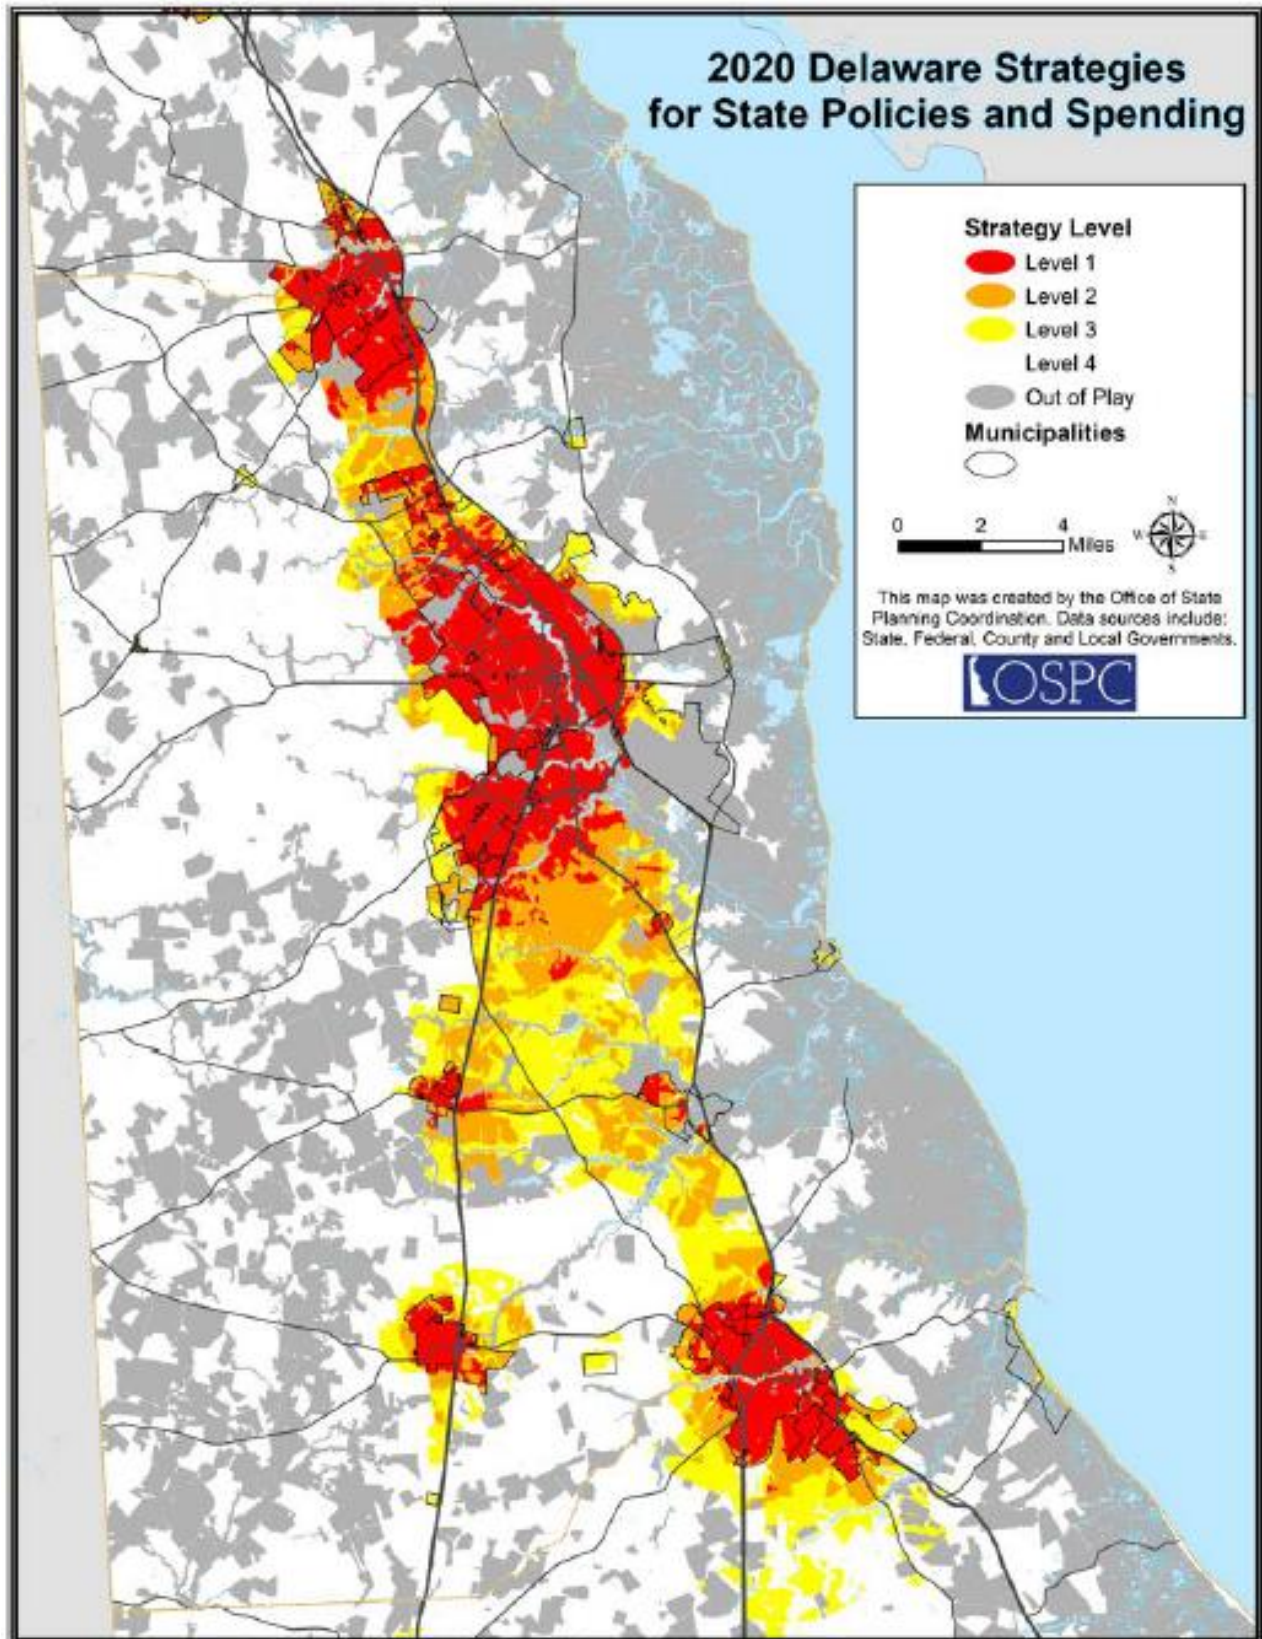 2020 Delaware Strategies
for State Policies and Spending
Strategy Level
Level 1
Level 2
Level 3
Level 4
Out of Play
Municipalities
0 2 4
Miles
N
W E
S
This map was created by the Office of State
Planning Coordination. Data sources include:
State, Federal, County and Local Governments.
OSPC